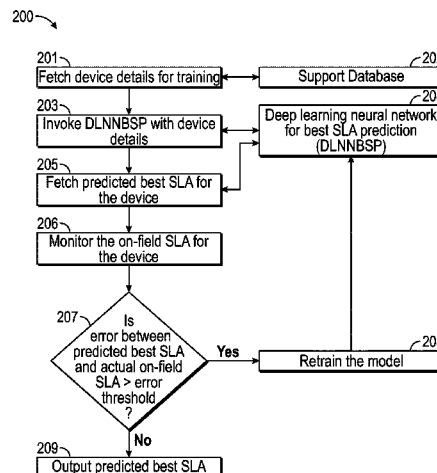 200
201
Fetch device details for training
Support Database
203
Invoke DLNNBSP with device
details
Deep learning neural network
for best SLA prediction
(DLNNBSP)
205
Fetch predicted best SLA for
the device
206
Monitor the on-field SLA for
the device
207
Is
error between
predicted best SLA
and actual on-field
SLA > error
threshold
?
Yes
Retrain the model
No
209
Output predicted best SLA